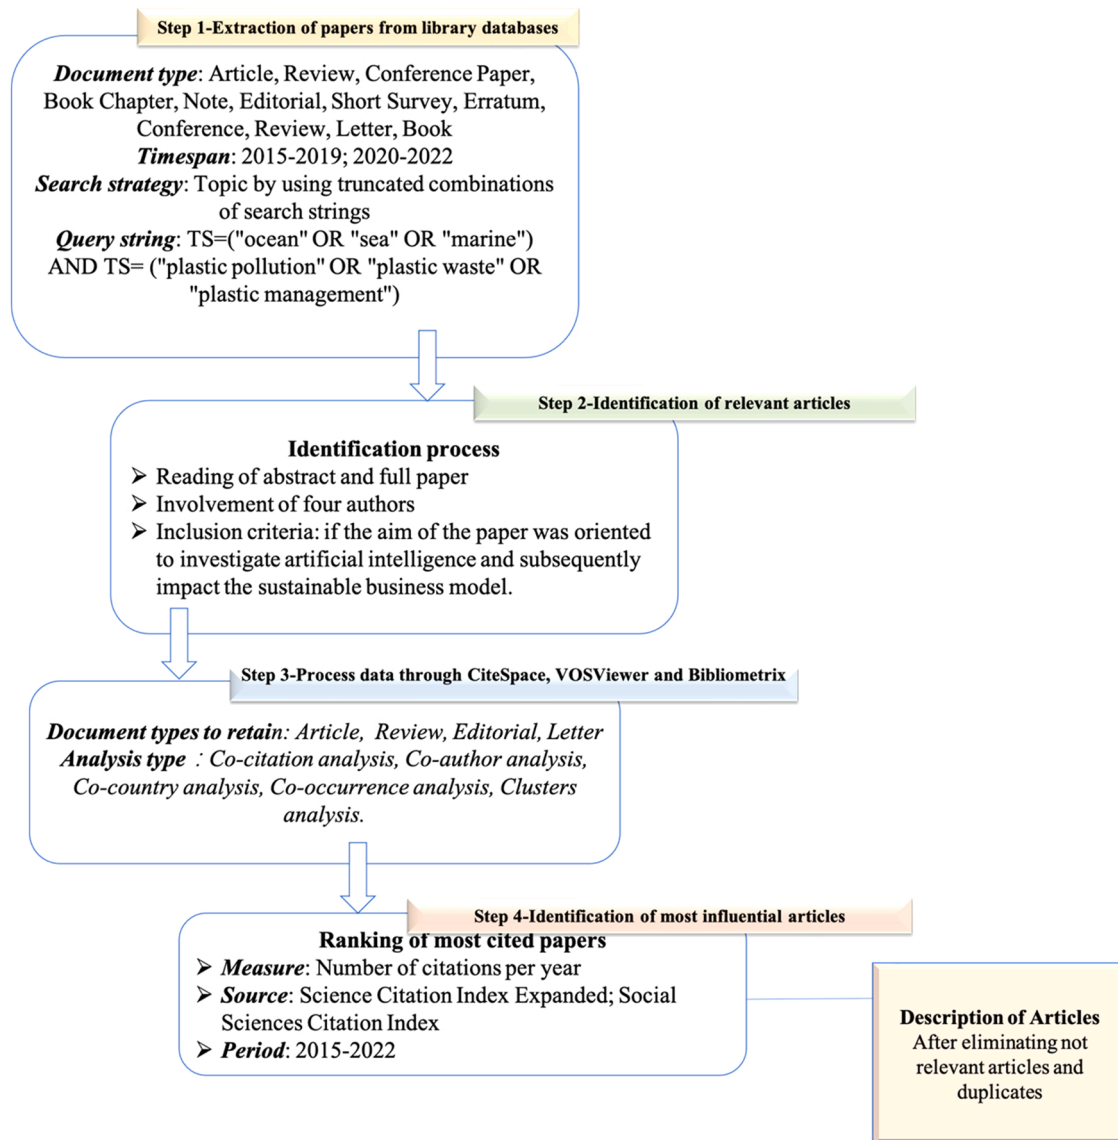 Step 1-Extraction of papers from library databases
Document type: Article, Review, Conference Paper,
Book Chapter, Note, Editorial, Short Survey, Erratum,
Conference, Review, Letter, Book
Timespan: 2015-2019; 2020-2022
Search strategy: Topic by using truncated combinations
of search strings
Query string: TS=("ocean" OR "sea" OR "marine")
AND TS= ("plastic pollution" OR "plastic waste" OR
"plastic management")
Step 2-Identification of relevant articles
Identification process
➢ Reading of abstract and full paper
➢ Involvement of four authors
➢ Inclusion criteria: if the aim of the paper was oriented
to investigate artificial intelligence and subsequently
impact the sustainable business model.
Step 3-Process data through CiteSpace, VOSViewer and Bibliometrix
Document types to retain: Article, Review, Editorial, Letter
Analysis type : Co-citation analysis, Co-author analysis,
Co-country analysis, Co-occurrence analysis, Clusters
analysis.
Step 4-Identification of most influential articles
Ranking of most cited papers
➢ Measure: Number of citations per year
➢ Source: Science Citation Index Expanded; Social
Sciences Citation Index
➢ Period: 2015-2022
Description of Articles
After eliminating not
relevant articles and
duplicates